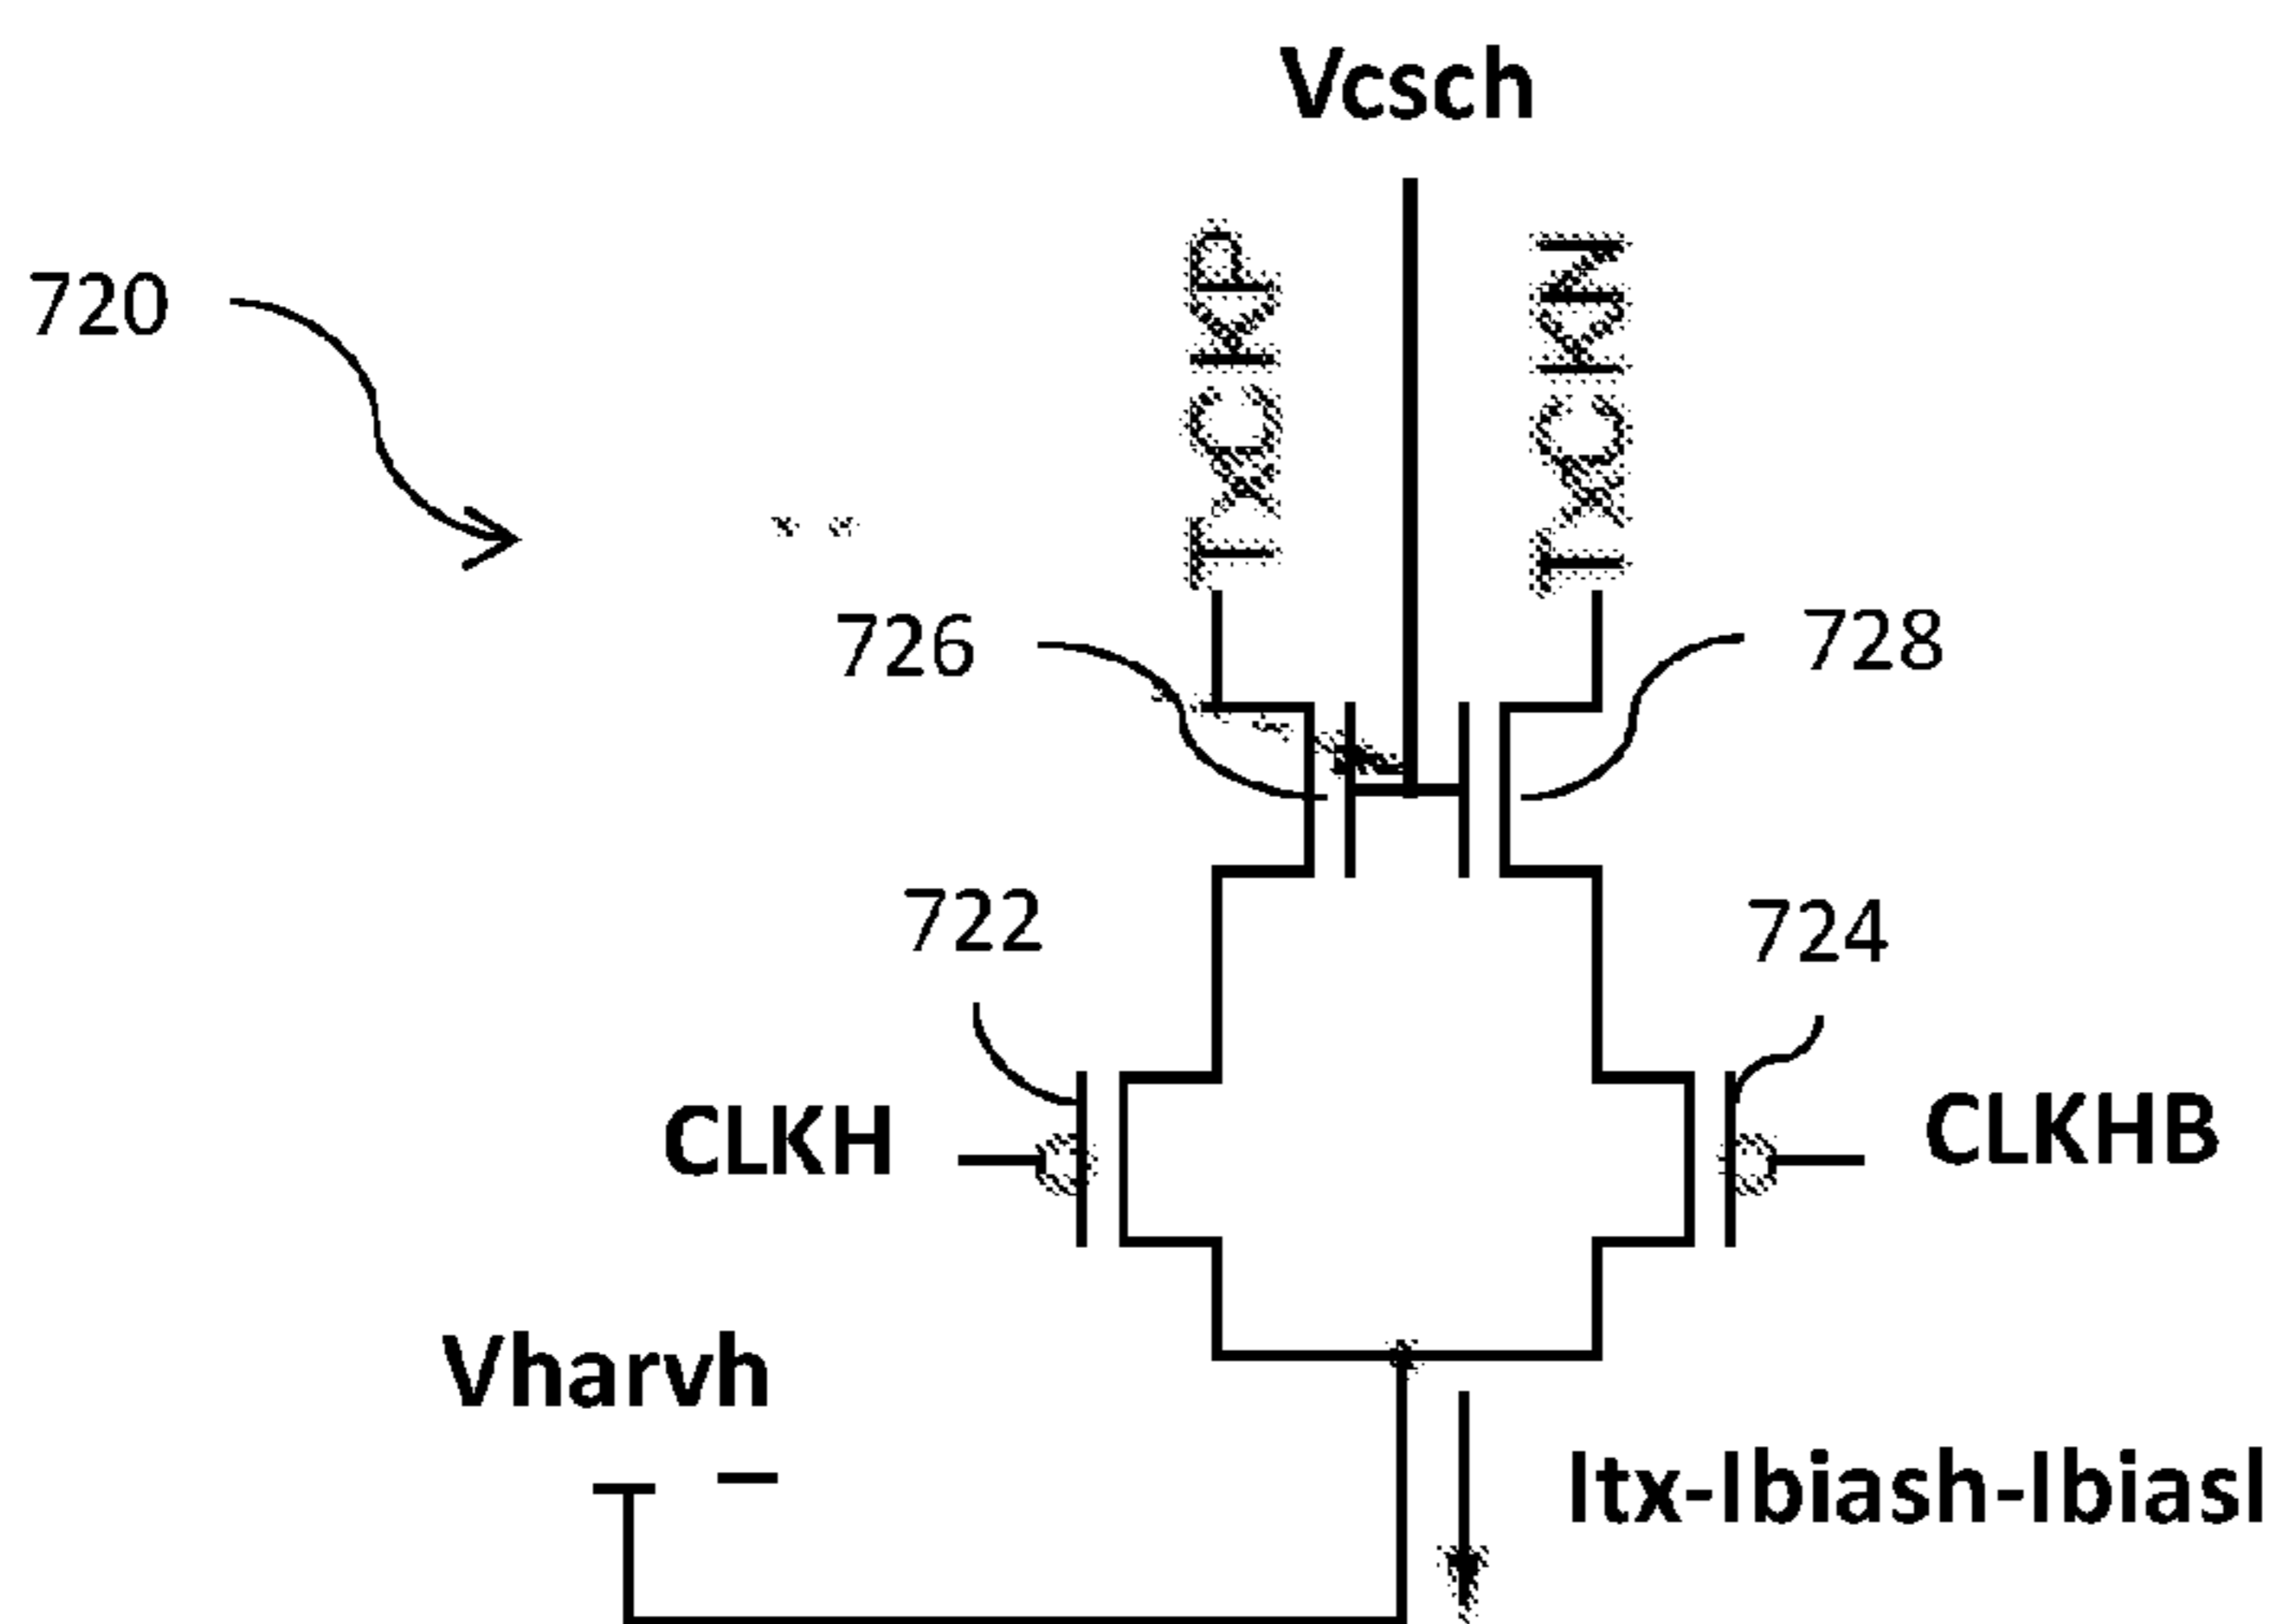 Vcsch
720
TxCKP
TxCKN
726
728
722
724
CLKH
CLKHB
Vharvh
Itx-Ibiash-Ibiasl